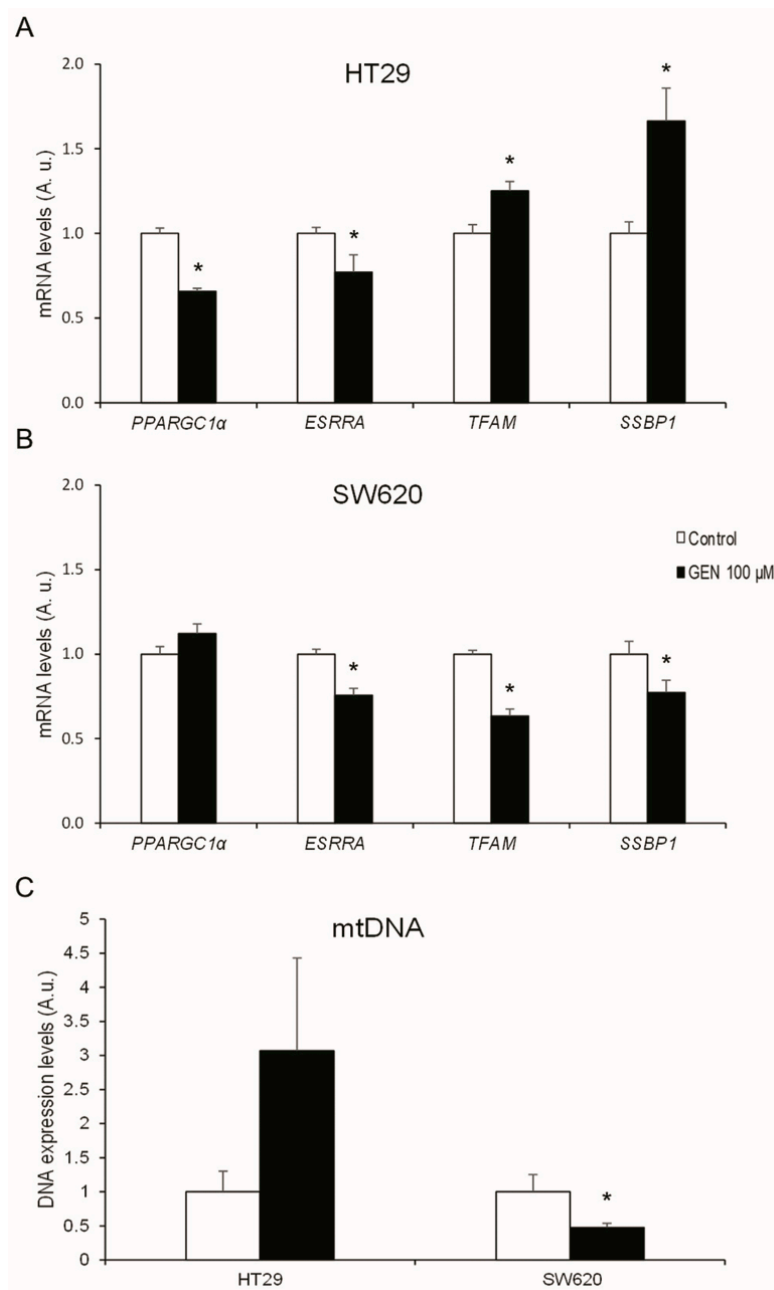 A
HT29
mRNA levels (A. u.)
2.0
1.5
1.0
0.5
0.0
*
*
*
*
PPARGC1α ESRRA TFAM SSBP1
B
SW620
mRNA levels (A. u.)
2.0
1.5
1.0
0.5
0.0
Control
GEN 100 µM
*
*
*
PPARGC1α ESRRA TFAM SSBP1
C
mtDNA
DNA expression levels (A.u.)
5
4.5
4
3.5
3
2.5
2
1.5
1
0.5
0
*
HT29 SW620